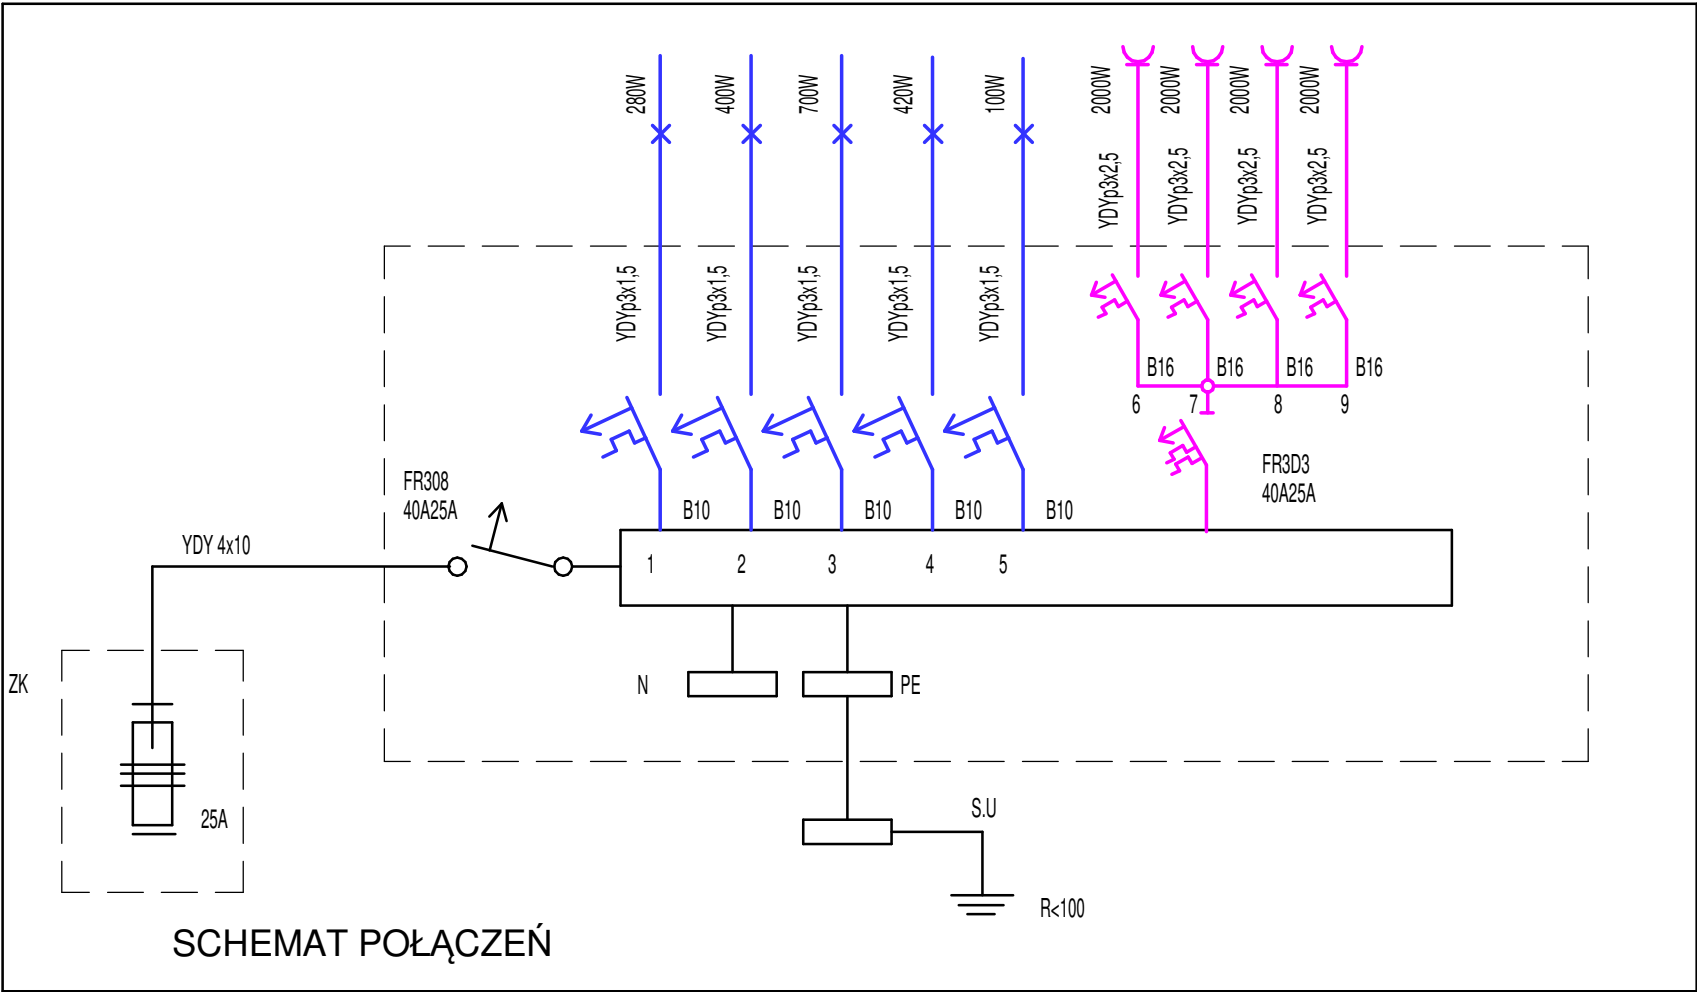 280W
400W
700W
420W
100W
2000W
2000W
2000W
2000W
YDYp3x2,5
YDYp3x2,5
YDYp3x2,5
YDYp3x2,5
YDYp3x1,5
YDYp3x1,5
YDYp3x1,5
YDYp3x1,5
YDYp3x1,5
B16
B16
B16
B16
6
7
8
9
FR3D3
40A25A
FR308
40A25A
B10
B10
B10
B10
B10
YDY 4x10
1
2
3
4
5
ZK
N
PE
25A
S.U
R<100
SCHEMAT POŁĄCZEŃ